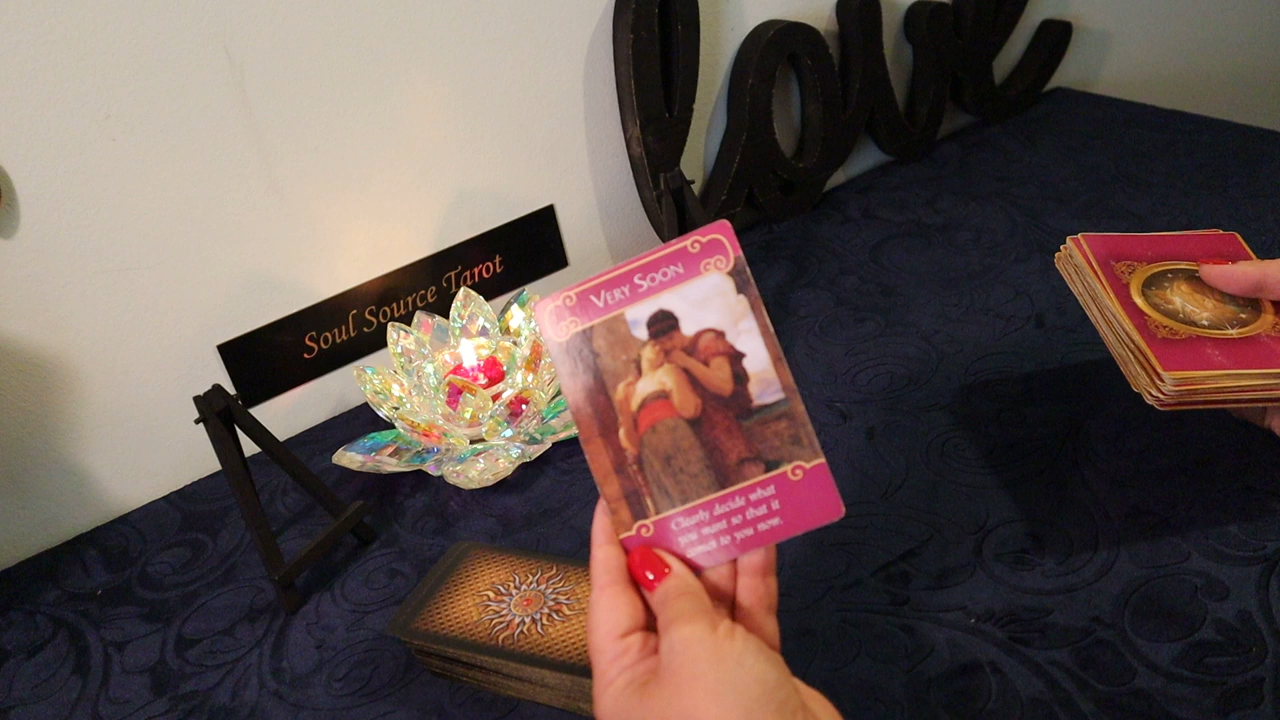 love
Soul Source Tarot
VERY SOON
Clearly decide what
you want so that it
comes to you now.